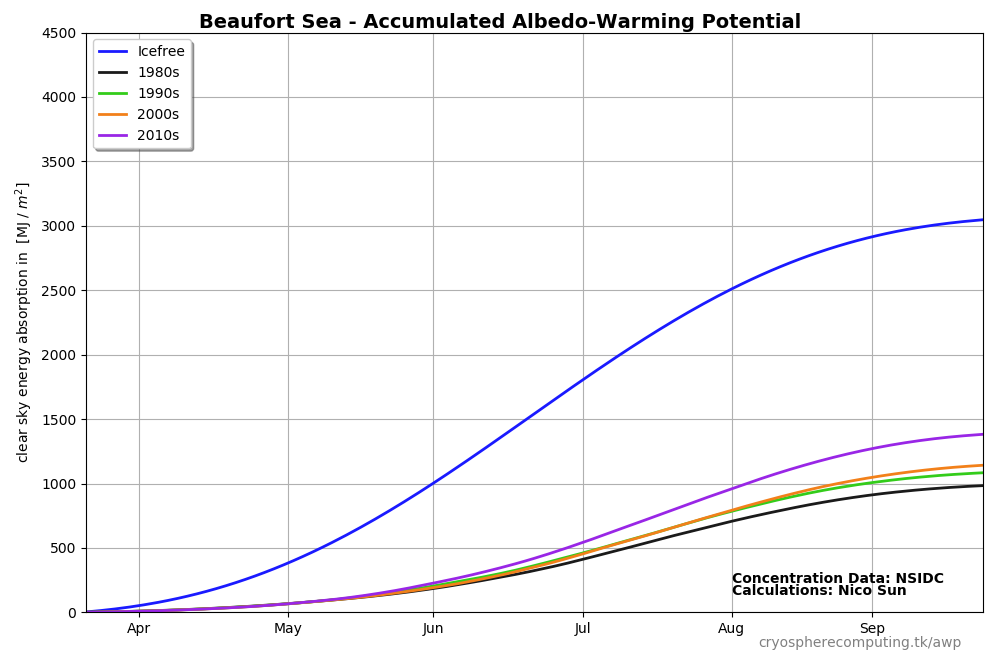 Beaufort Sea - Accumulated Albedo-Warming Potential
4500
4000
3500
3000
2500
2000
1500
1000
500
0
clear sky energy absorption in [MJ / m²]
Icefree
1980s
1990s
2000s
2010s
Concentration Data: NSIDC
Calculations: Nico Sun
Apr May Jun Jul Aug Sep
cryospherecomputing.tk/awp